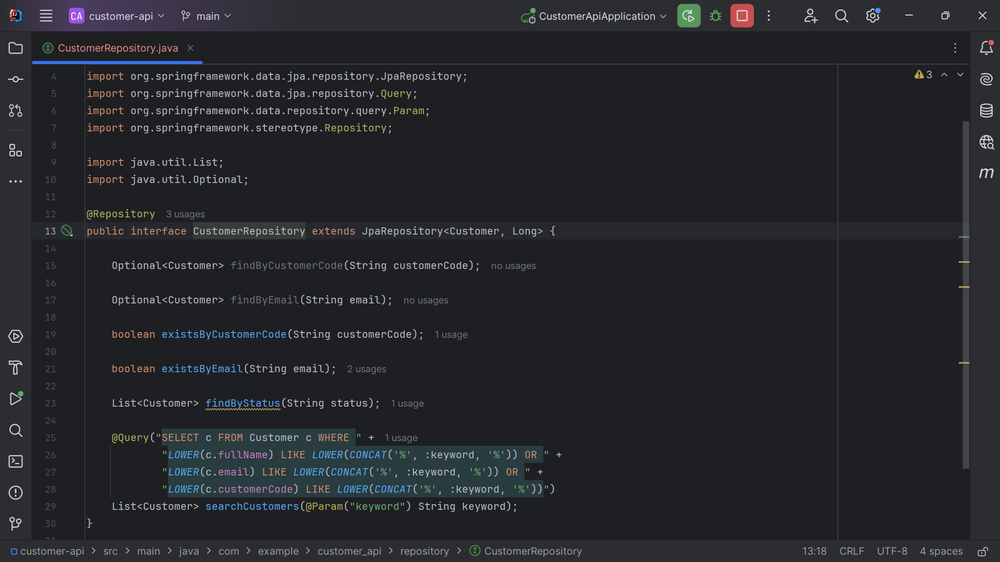 CA customer-api main CustomerApiApplication
CustomerRepository.java
3
4 import org.springframework.data.jpa.repository.JpaRepository;
5 import org.springframework.data.jpa.repository.Query;
6 import org.springframework.data.repository.query.Param;
7 import org.springframework.stereotype.Repository;
8
9 import java.util.List;
10 import java.util.Optional;
11
12 @Repository 3 usages
13 public interface CustomerRepository extends JpaRepository<Customer, Long> {
14
15 Optional<Customer> findByCustomerCode(String customerCode); no usages
16
17 Optional<Customer> findByEmail(String email); no usages
18
19 boolean existsByCustomerCode(String customerCode); 1 usage
20
21 boolean existsByEmail(String email); 2 usages
22
23 List<Customer> findByStatus(String status); 1 usage
24
25 @Query("SELECT c FROM Customer c WHERE " + 1 usage
26 "LOWER(c.fullName) LIKE LOWER(CONCAT('%', :keyword, '%')) OR " +
27 "LOWER(c.email) LIKE LOWER(CONCAT('%', :keyword, '%')) OR " +
28 "LOWER(c.customerCode) LIKE LOWER(CONCAT('%', :keyword, '%'))")
29 List<Customer> searchCustomers(@Param("keyword") String keyword);
30 }
customer-api > src > main > java > com > example > customer_api > repository > CustomerRepository 13:18 CRLF UTF-8 4 spaces